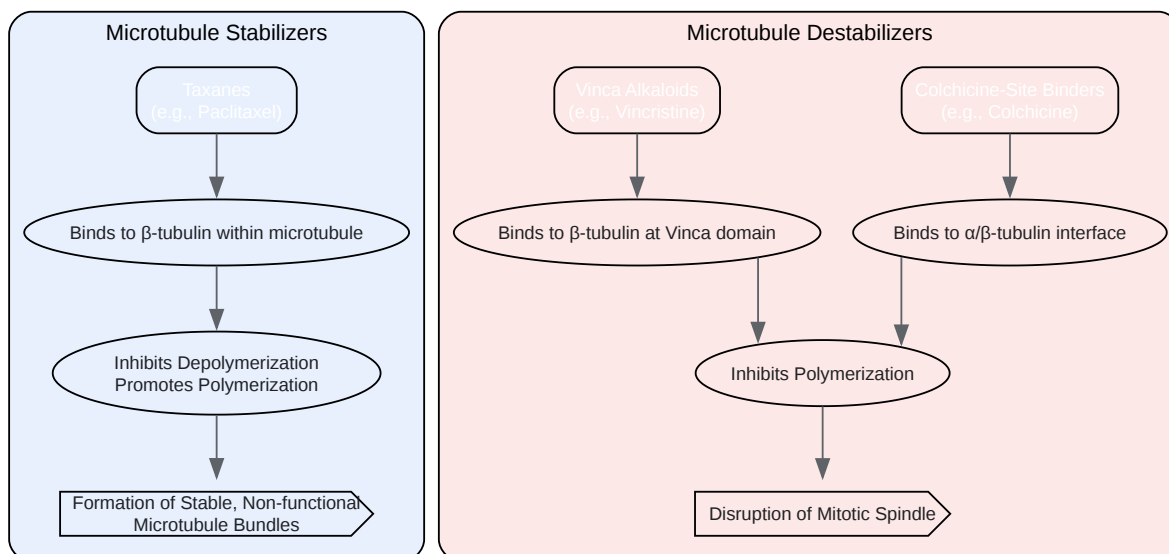 Microtubule Stabilizers
Taxanes
(e.g., Paclitaxel)
Binds to β-tubulin within microtubule
Inhibits Depolymerization
Promotes Polymerization
Formation of Stable, Non-functional
Microtubule Bundles
Microtubule Destabilizers
Vinca Alkaloids
(e.g., Vincristine)
Colchicine-Site Binders
(e.g., Colchicine)
Binds to β-tubulin at Vinca domain
Binds to α/β-tubulin interface
Inhibits Polymerization
Disruption of Mitotic Spindle